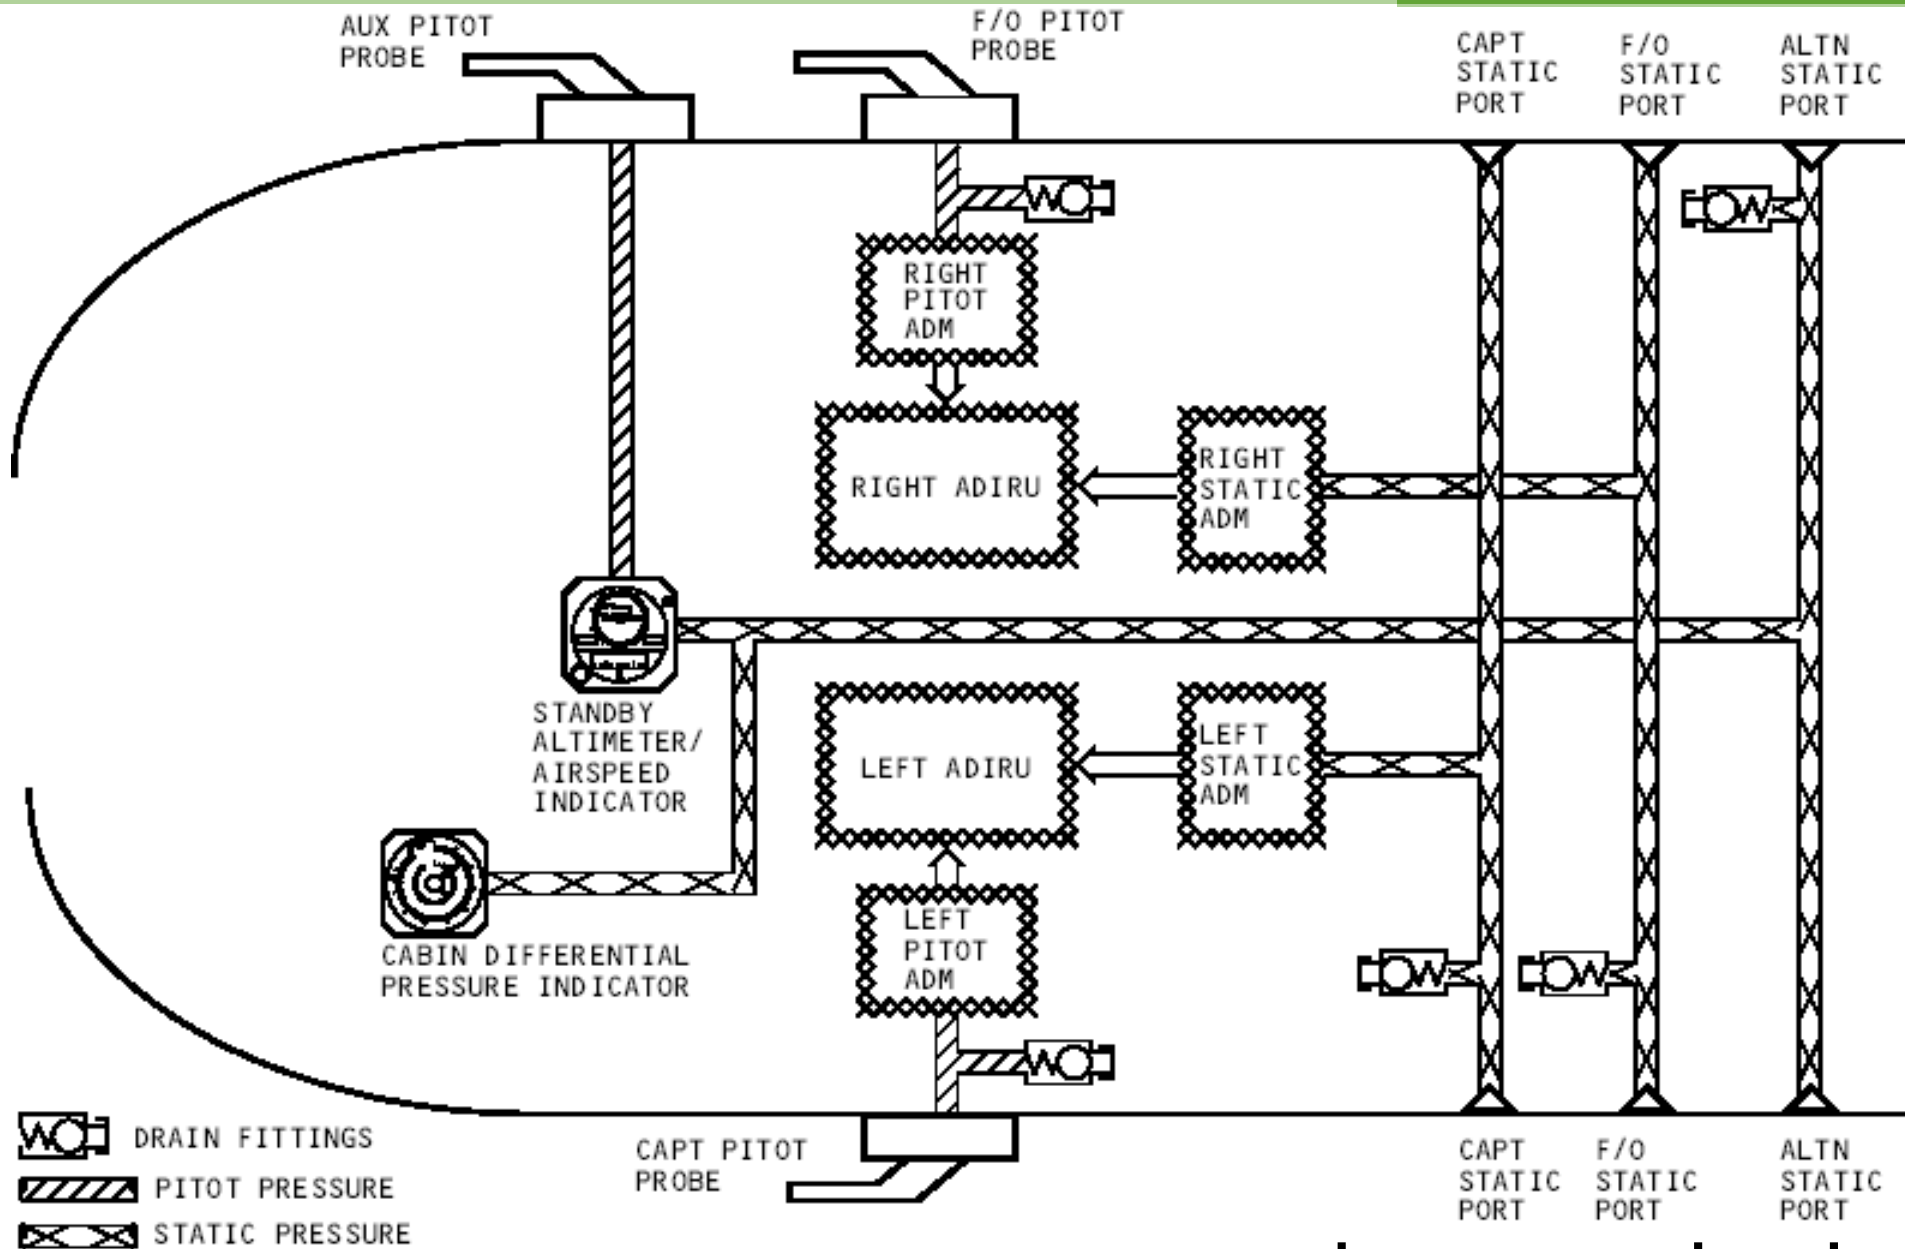 AUX PITOT
PROBE
F/O PITOT
PROBE
CAPT
STATIC
PORT
F/O
STATIC
PORT
ALTN
STATIC
PORT
RIGHT
PITOT
ADM
RIGHT ADIRU
RIGHT
STATIC
ADM
STANDBY
ALTIMETER/
AIRSPEED
INDICATOR
LEFT ADIRU
LEFT
STATIC
ADM
CABIN DIFFERENTIAL
PRESSURE INDICATOR
LEFT
PITOT
ADM
CAPT PITOT
PROBE
CAPT
STATIC
PORT
F/O
STATIC
PORT
ALTN
STATIC
PORT
DRAIN FITTINGS
PITOT PRESSURE
STATIC PRESSURE